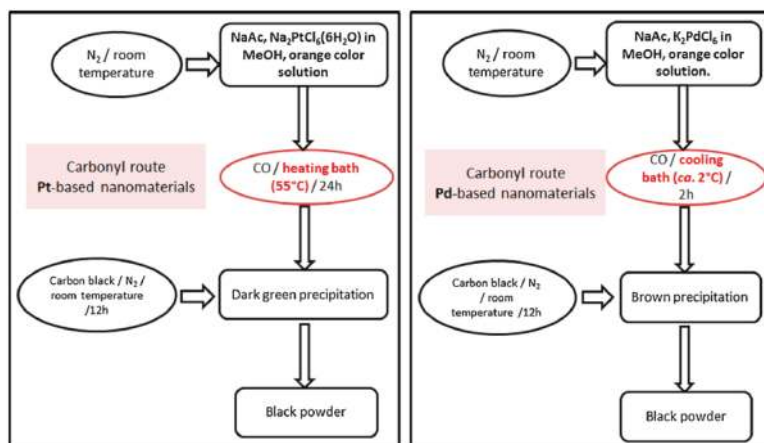 N₂ / room
temperature
NaAc, Na₂PtCl₆(6H₂O) in
MeOH, orange color
solution
Carbonyl route
Pt-based nanomaterials
CO / heating bath
(55°C) / 24h
Carbon black / N₂ /
room temperature
/12h
Dark green precipitation
Black powder
N₂ / room
temperature
NaAc, K₂PdCl₆ in
MeOH, orange color
solution.
Carbonyl route
Pd-based nanomaterials
CO / cooling
bath (ca. 2°C) /
2h
Carbon black / N₂
/ room
temperature /12h
Brown precipitation
Black powder